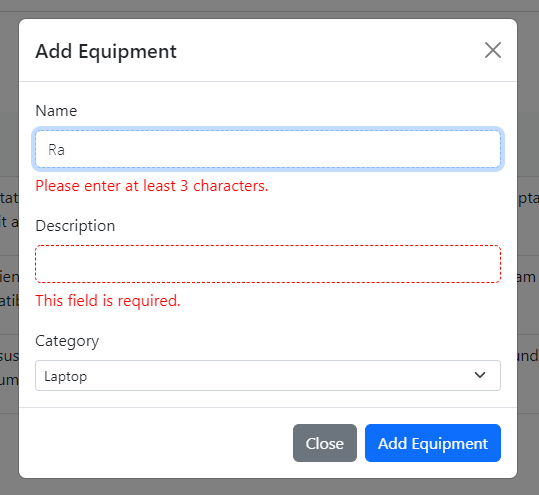 Add Equipment
Name
Ra
Please enter at least 3 characters.
Description
This field is required.
Category
Laptop
Close
Add Equipment